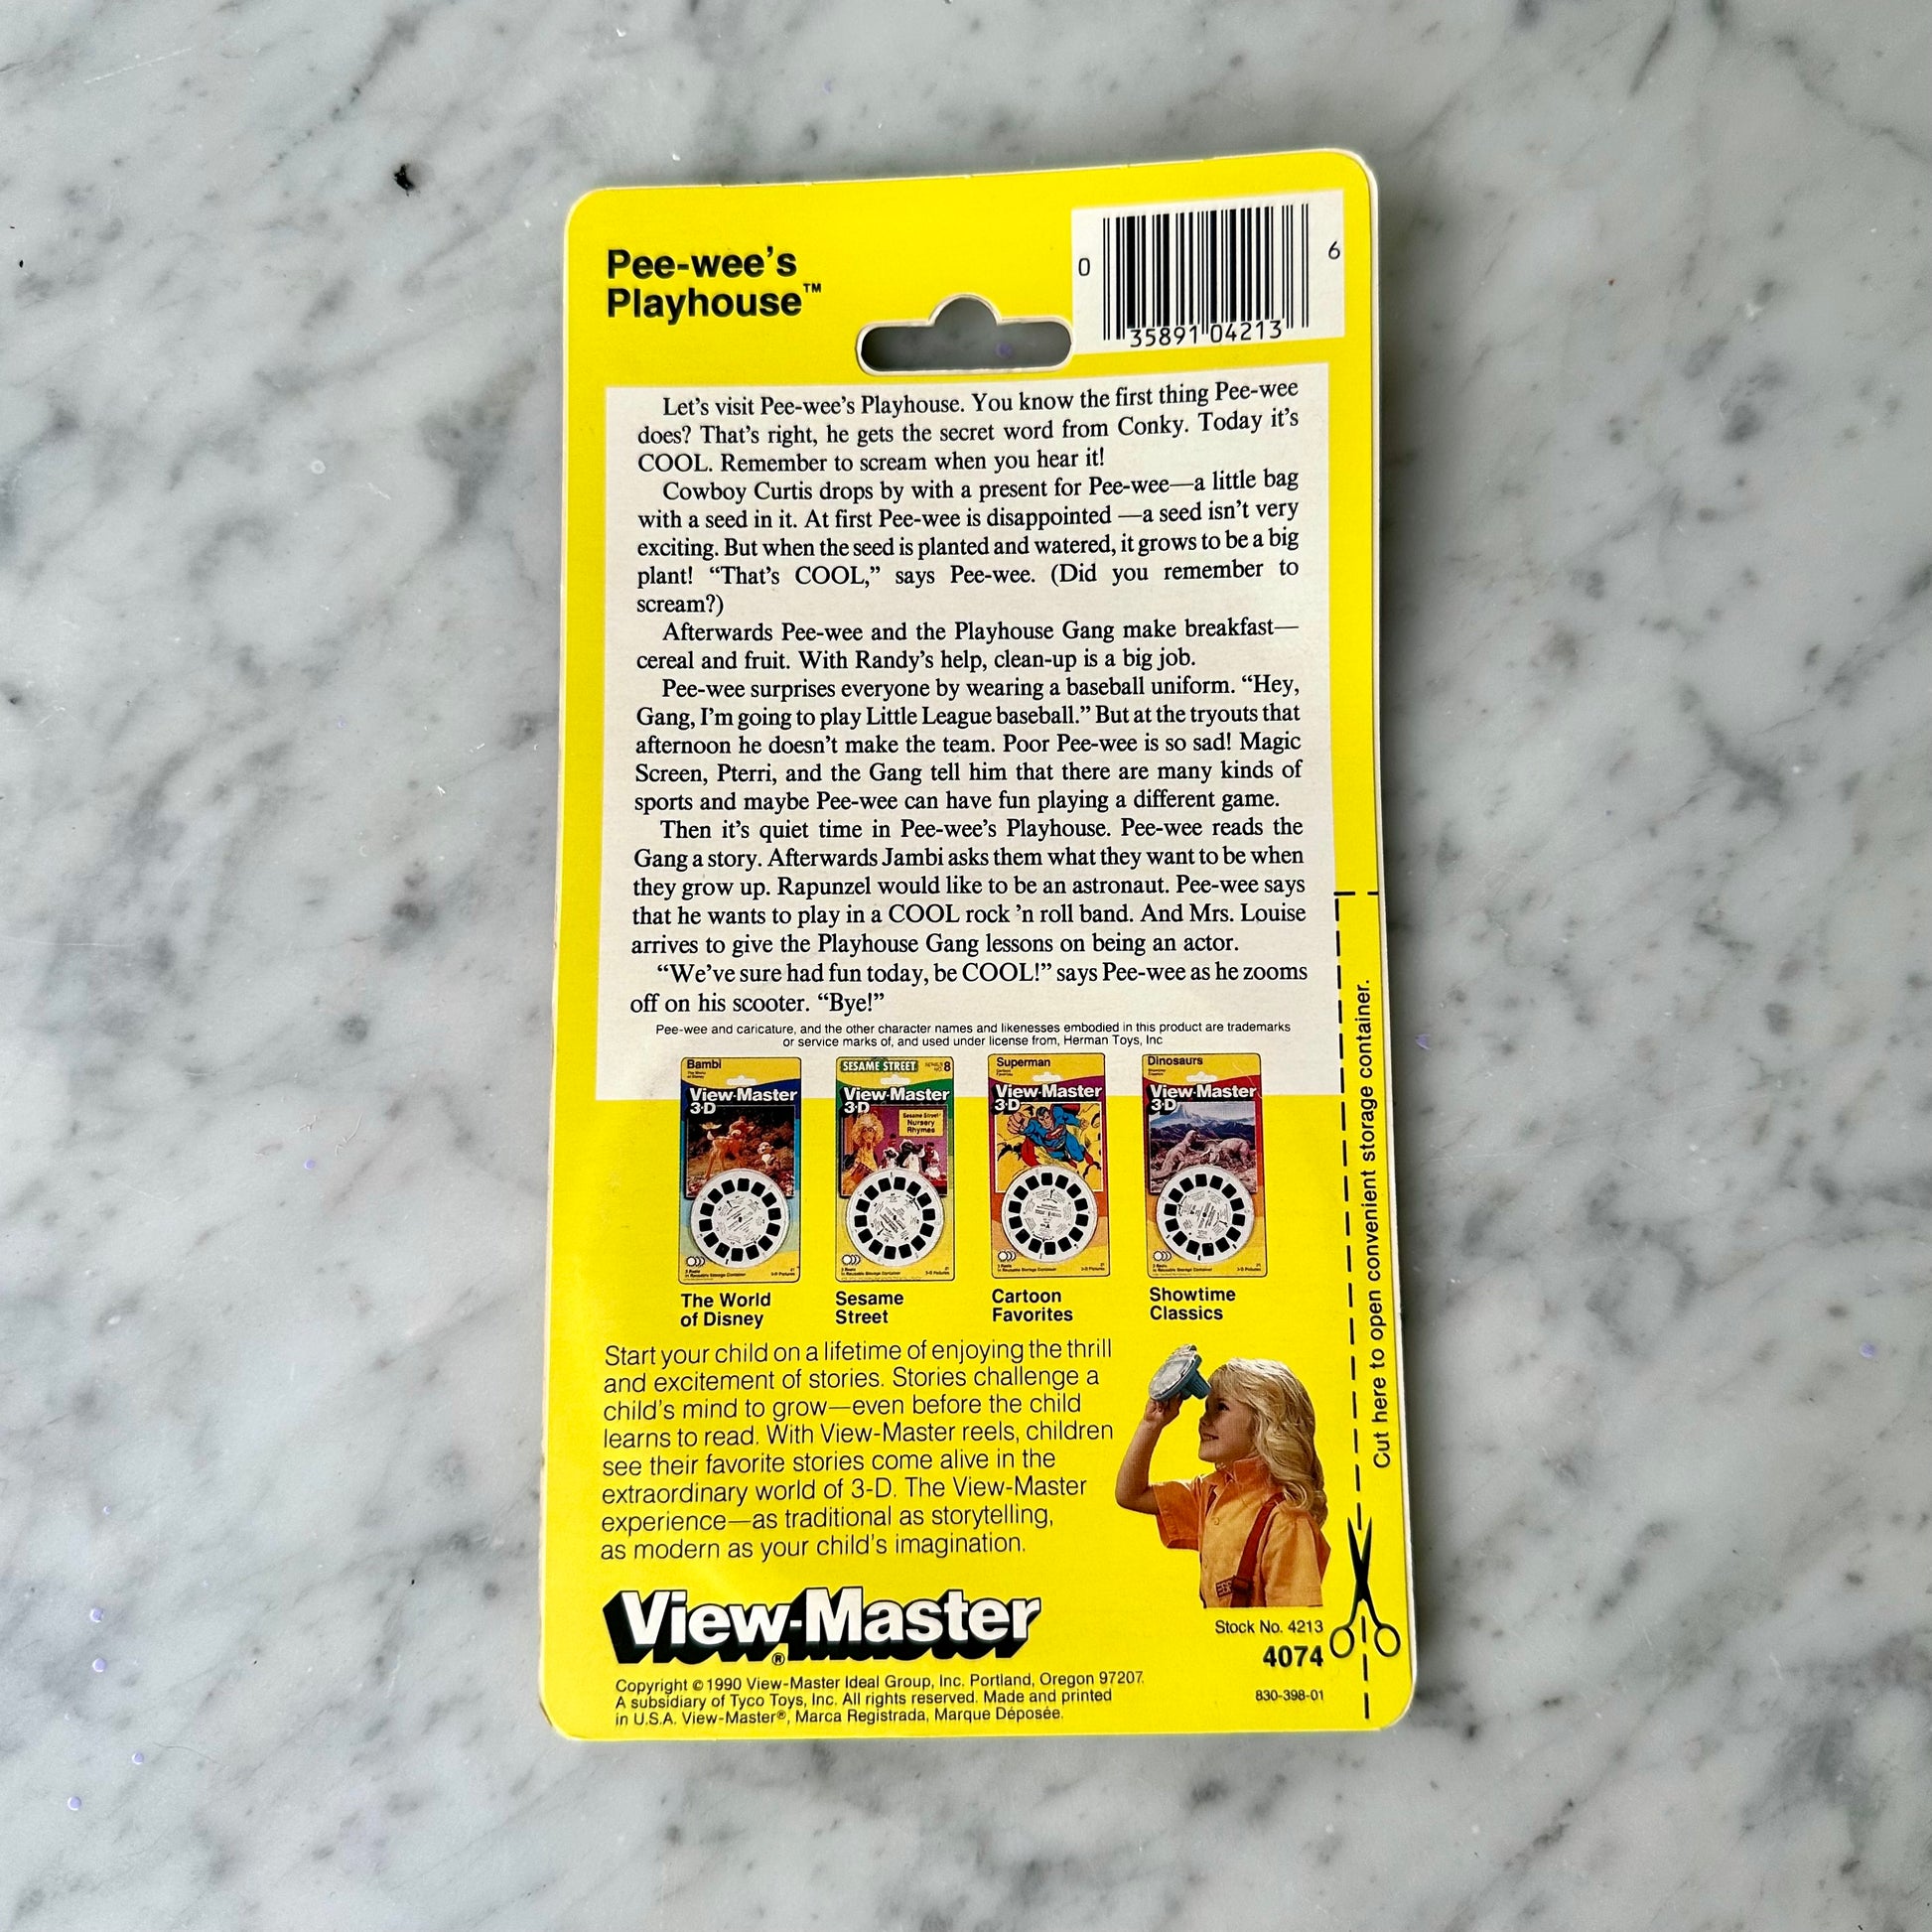 Pee-wee's
Playhouse™
0
6
35891 04213
Let's visit Pee-wee's Playhouse. You know the first thing Pee-wee
does? That's right, he gets the secret word from Conky. Today it's
COOL. Remember to scream when you hear it!
Cowboy Curtis drops by with a present for Pee-wee—a little bag
with a seed in it. At first Pee-wee is disappointed —a seed isn't very
exciting. But when the seed is planted and watered, it grows to be a big
plant! “That's COOL,” says Pee-wee. (Did you remember to
scream?)
Afterwards Pee-wee and the Playhouse Gang make breakfast—
cereal and fruit. With Randy's help, clean-up is a big job.
Pee-wee surprises everyone by wearing a baseball uniform. “Hey,
Gang, I'm going to play Little League baseball.” But at the tryouts that
afternoon he doesn't make the team. Poor Pee-wee is so sad! Magic
Screen, Pterri, and the Gang tell him that there are many kinds of
sports and maybe Pee-wee can have fun playing a different game.
Then it's quiet time in Pee-wee's Playhouse. Pee-wee reads the
Gang a story. Afterwards Jambi asks them what they want to be when
they grow up. Rapunzel would like to be an astronaut. Pee-wee says
that he wants to play in a COOL rock 'n roll band. And Mrs. Louise
arrives to give the Playhouse Gang lessons on being an actor.
“We've sure had fun today, be COOL!” says Pee-wee as he zooms
off on his scooter. “Bye!”
Pee-wee and caricature, and the other character names and likenesses embodied in this product are trademarks
or service marks of, and used under license from, Herman Toys, Inc
Bambi
View-Master
3-D
SESAME STREET
8
View-Master
3-D
Sesame Street
Nursery
Rhymes
Superman
View-Master
3-D
Dinosaurs
View-Master
3-D
The World
of Disney
Sesame
Street
Cartoon
Favorites
Showtime
Classics
Start your child on a lifetime of enjoying the thrill
and excitement of stories. Stories challenge a
child's mind to grow—even before the child
learns to read. With View-Master reels, children
see their favorite stories come alive in the
extraordinary world of 3-D. The View-Master
experience—as traditional as storytelling,
as modern as your child's imagination.
View-Master®
Copyright © 1990 View-Master Ideal Group, Inc. Portland, Oregon 97207.
A subsidiary of Tyco Toys, Inc. All rights reserved. Made and printed
in U.S.A. View-Master®, Marca Registrada, Marque Déposée.
Stock No. 4213
4074
830-398-01
Cut here to open convenient storage container.